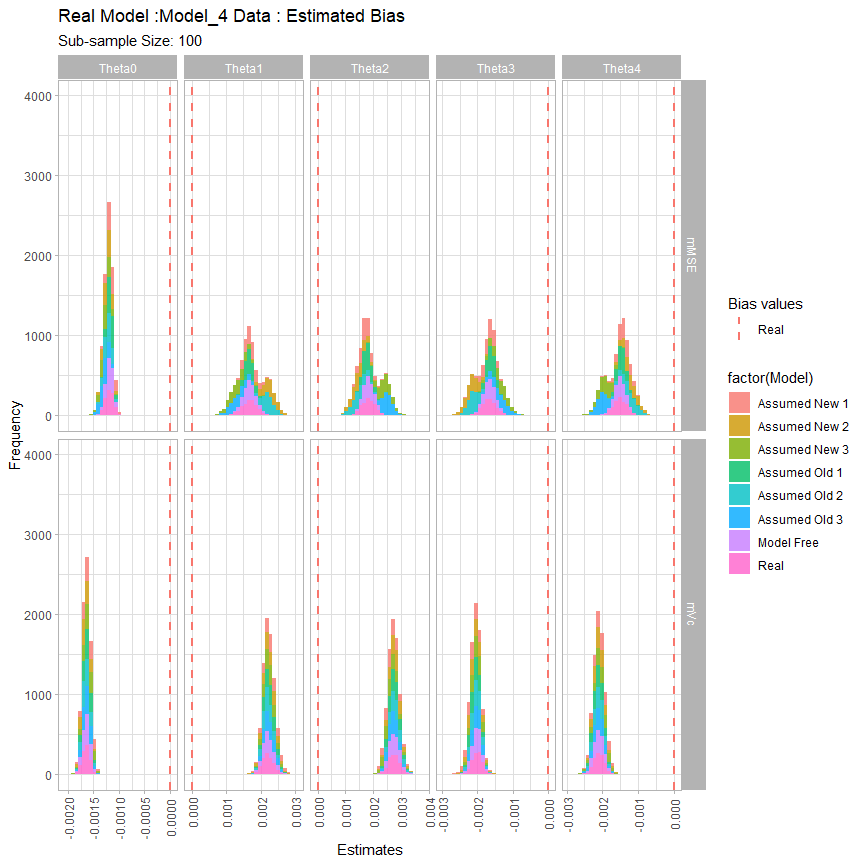 Real Model :Model_4 Data : Estimated Bias
Sub-sample Size: 100
Theta0 Theta1 Theta2 Theta3 Theta4
4000
3000
2000
1000
0
mMSE
4000
3000
2000
1000
0
mVc
Frequency
-0.0020 -0.0015 -0.0010 -0.0005 0.0000 0.000 0.001 0.002 0.003 0.000 0.001 0.002 0.003 0.004 -0.003 -0.002 -0.001 0.000 -0.003 -0.002 -0.001 0.000
Estimates
Bias values
Real
factor(Model)
Assumed New 1
Assumed New 2
Assumed New 3
Assumed Old 1
Assumed Old 2
Assumed Old 3
Model Free
Real